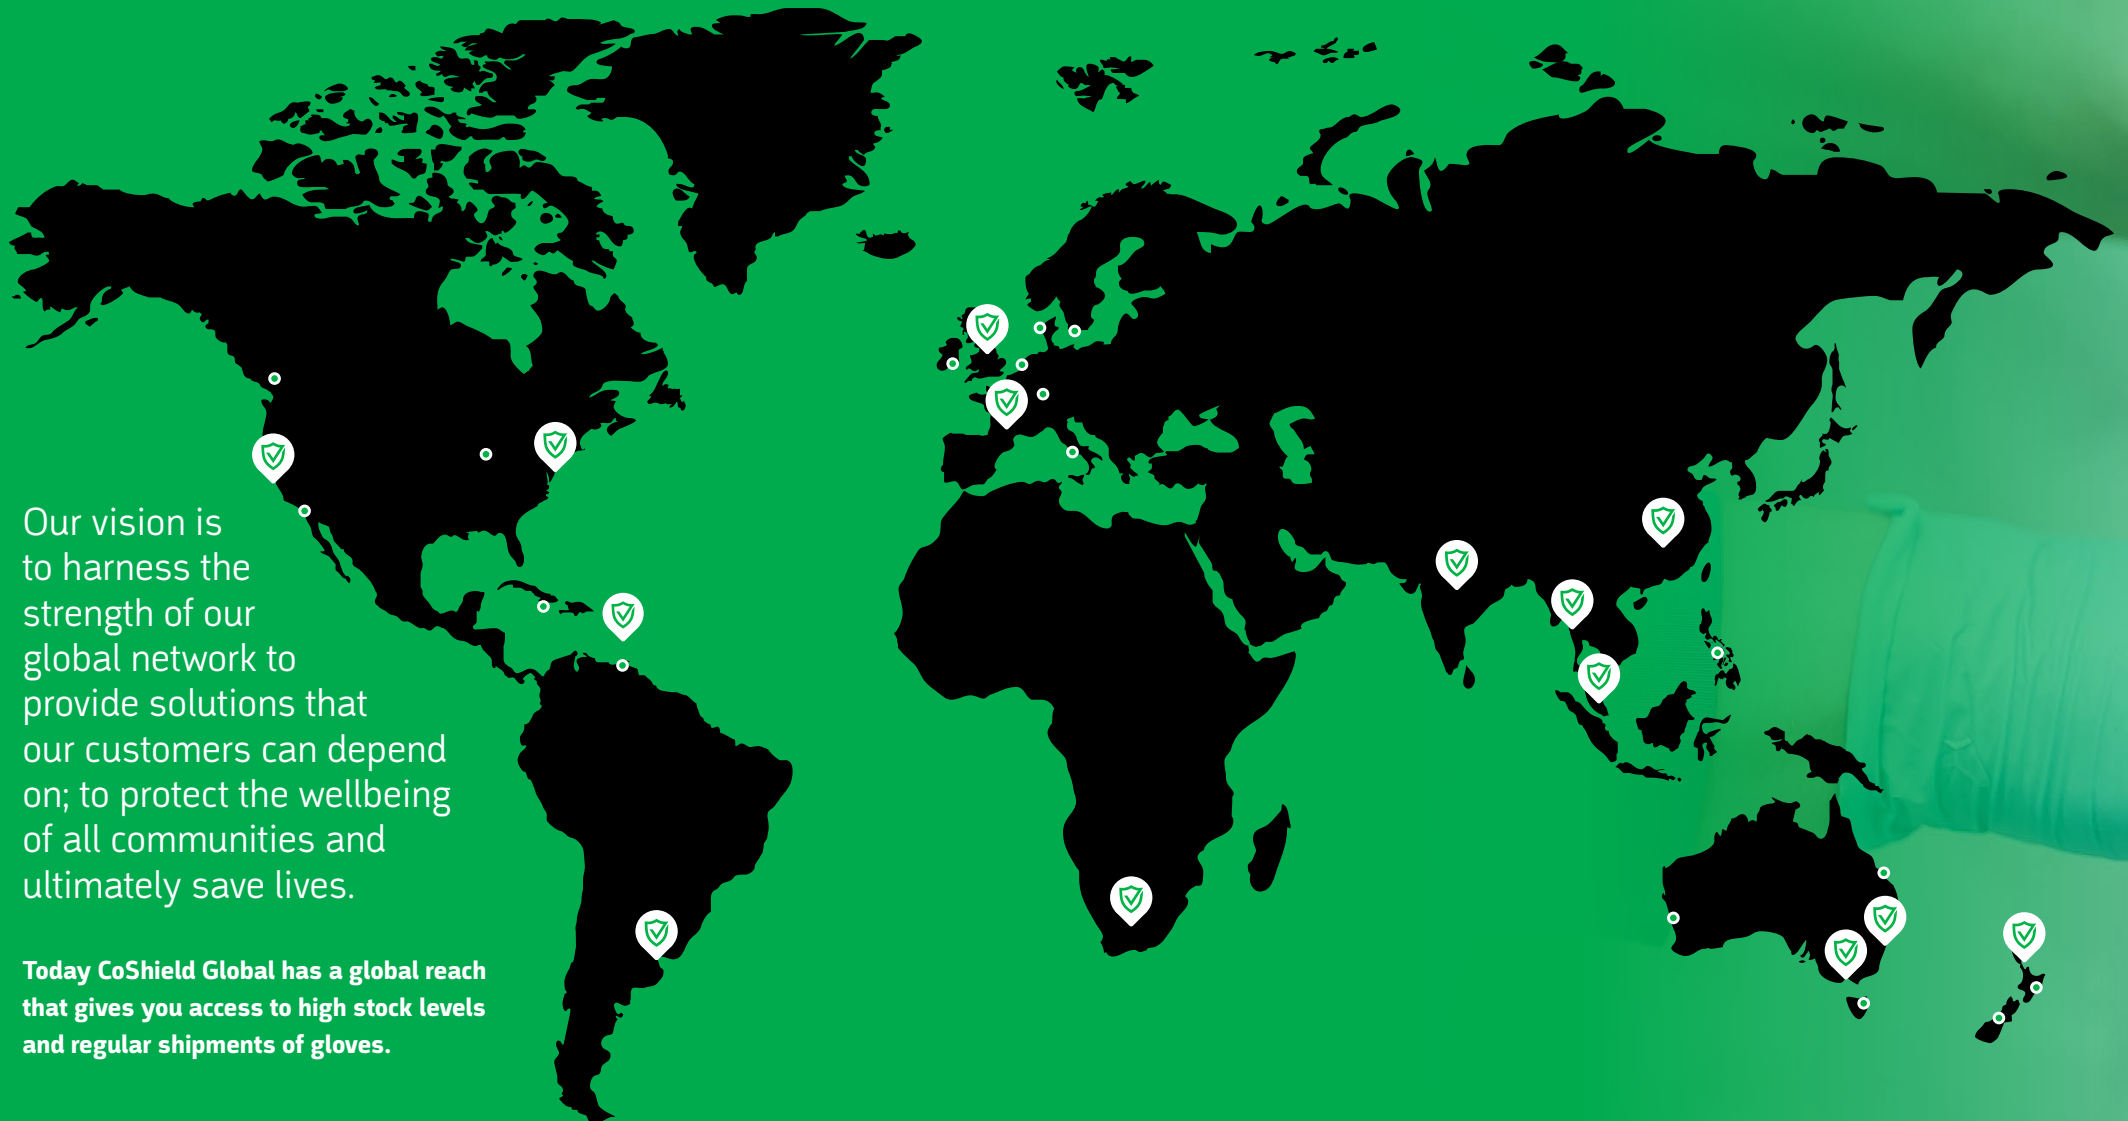 Our vision is
to harness the
strength of our
global network to
provide solutions that
our customers can depend
on; to protect the wellbeing
of all communities and
ultimately save lives.
Today CoShield Global has a global reach
that gives you access to high stock levels
and regular shipments of gloves.